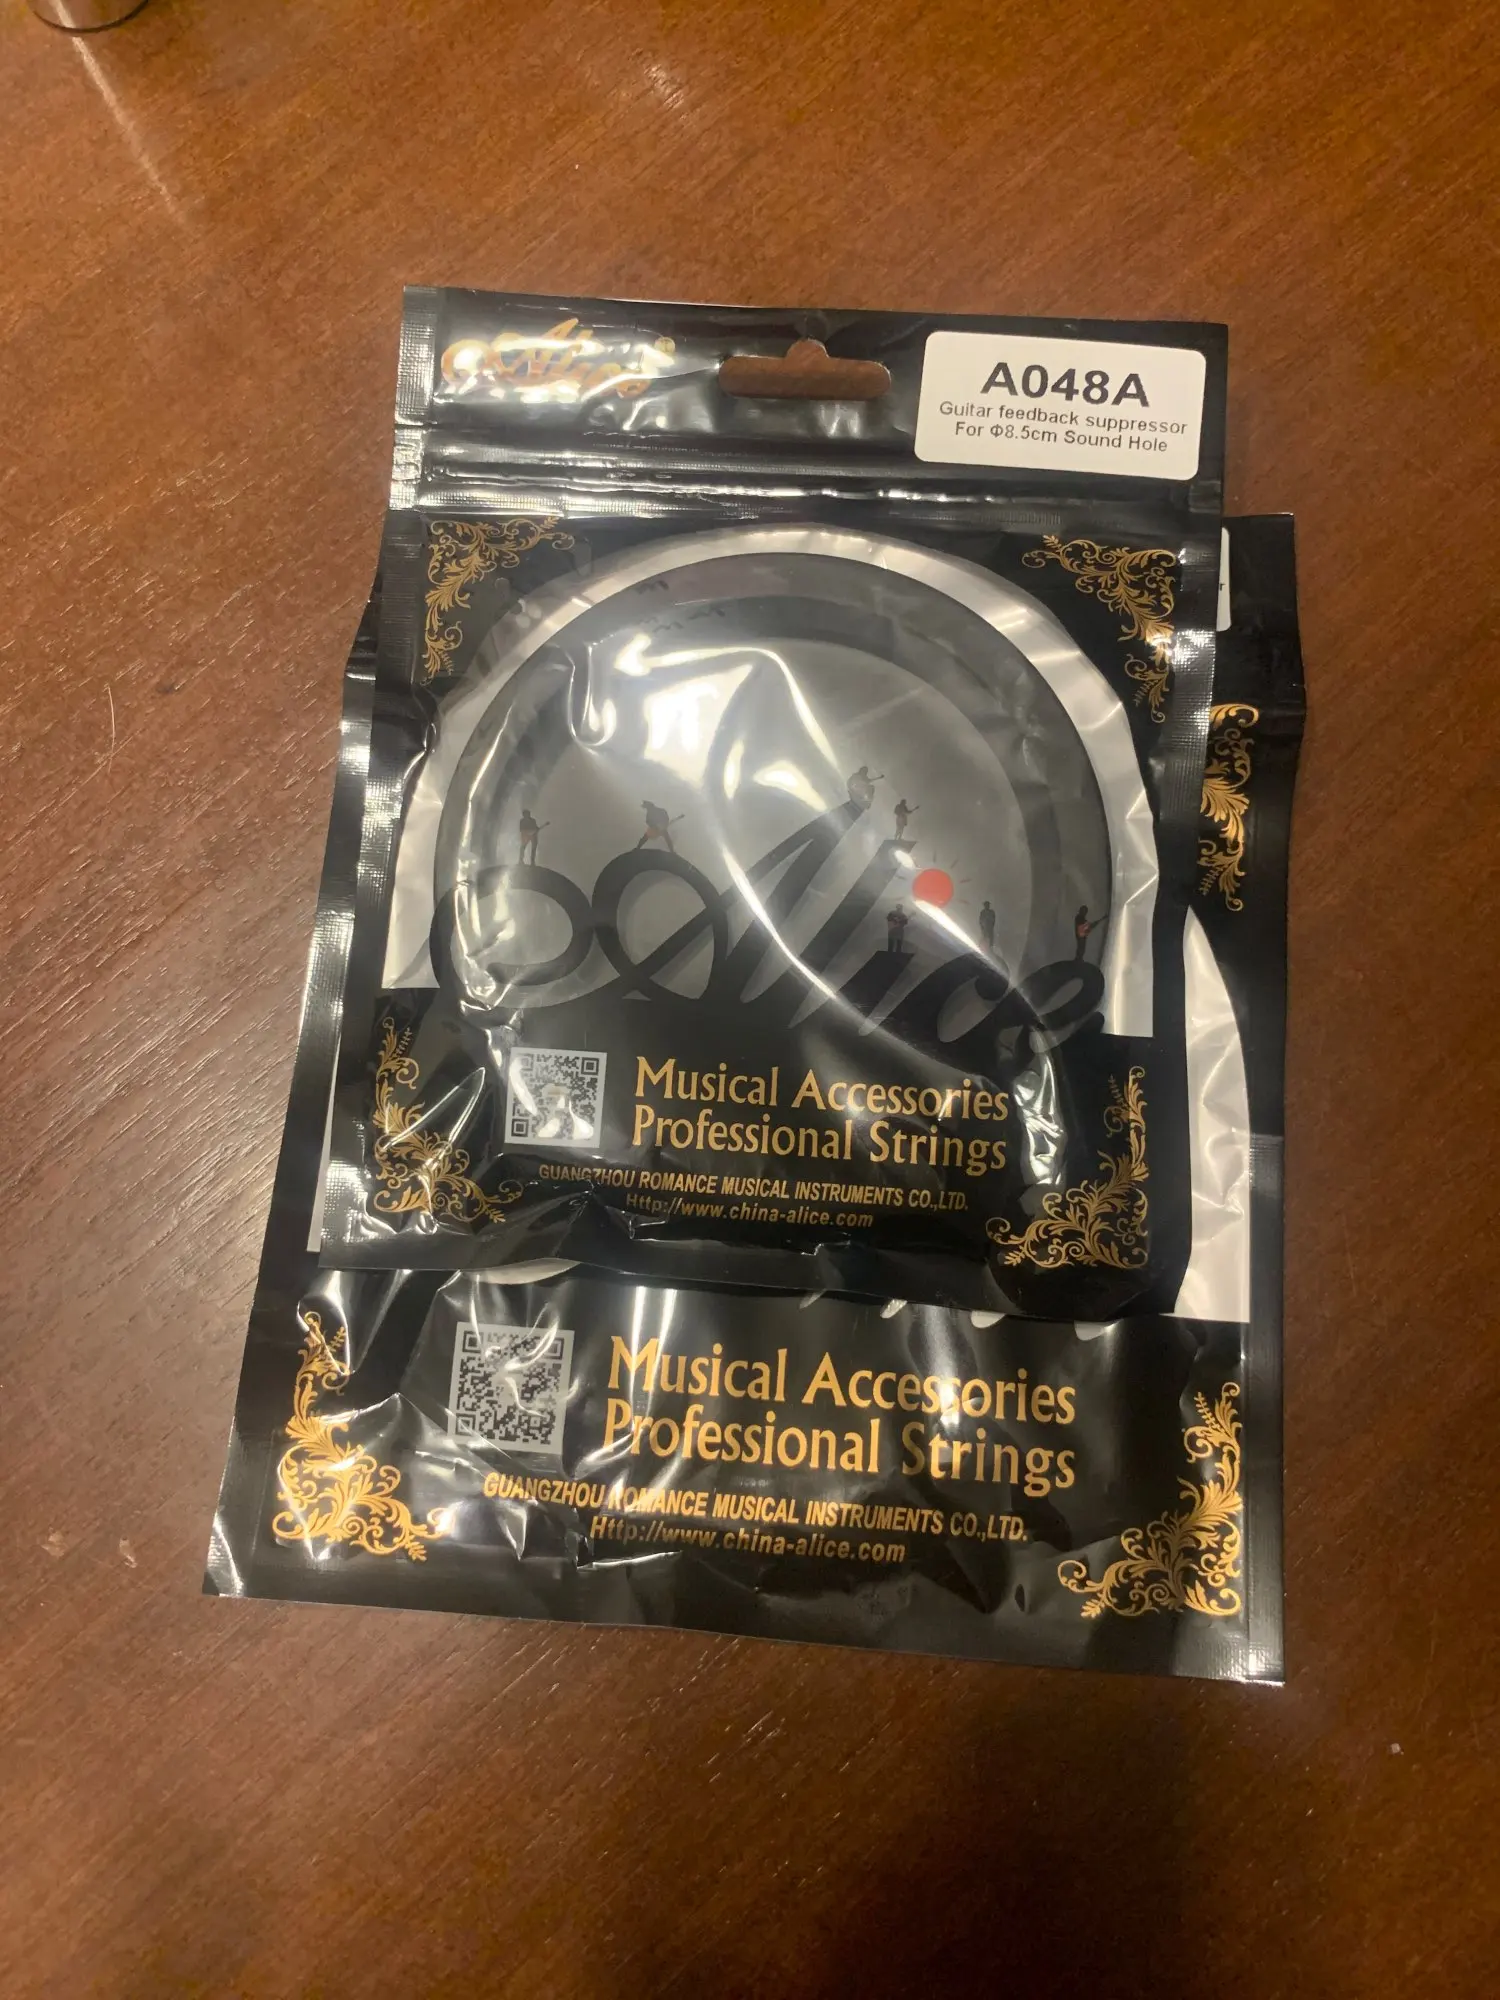 Alice
A048A
Guitar feedback suppressor
For Φ8.5cm Sound Hole
Alice
Musical Accessories
Professional Strings
GUANGZHOU ROMANCE MUSICAL INSTRUMENTS CO.,LTD.
Http://www.china-alice.com
Musical Accessories
Professional Strings
GUANGZHOU ROMANCE MUSICAL INSTRUMENTS CO.,LTD.
Http://www.china-alice.com